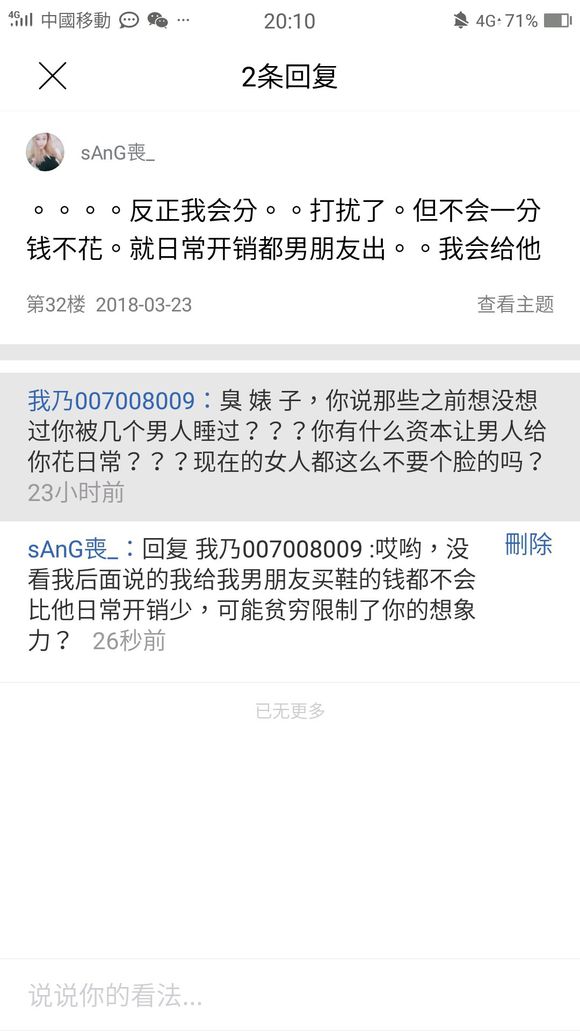 4G 中國移動 ··· 20:10 4G 71%
2条回复
sAnG喪_
。。。。反正我会分。。打扰了。但不会一分
钱不花。就日常开销都男朋友出。。我会给他
第32楼 2018-03-23 查看主题
我乃007008009：臭 婊 子，你说那些之前想没想
过你被几个男人睡过？？？你有什么资本让男人给
你花日常？？？现在的女人都这么不要个脸的吗？
23小时前
sAnG喪_：回复 我乃007008009 :哎哟，没 刪除
看我后面说的我给我男朋友买鞋的钱都不会
比他日常开销少，可能贫穷限制了你的想象
力？ 26秒前
已无更多
说说你的看法...